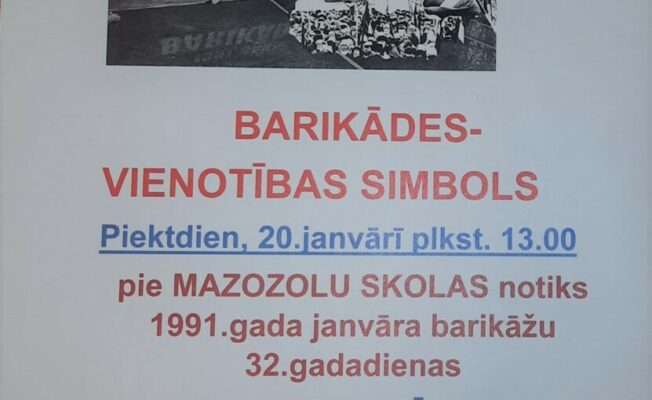 BARIKĀDES-
VIENOTĪBAS SIMBOLS
Piektdien, 20.janvārī plkst. 13.00
pie MAZOZOLU SKOLAS notiks
1991.gada janvāra barikāžu
32.gadadienas